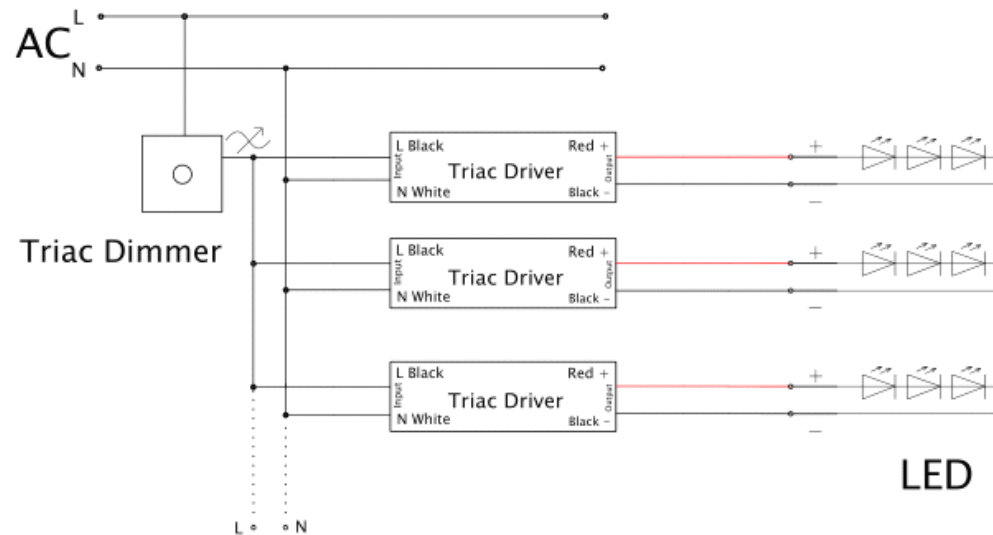 L
AC
N
L Black
Red +
Input
Triac Driver
Output
N White
Black -
Triac Dimmer
L Black
Red +
Input
Triac Driver
Output
N White
Black -
L Black
Red +
Input
Triac Driver
Output
N White
Black -
LED
L
N